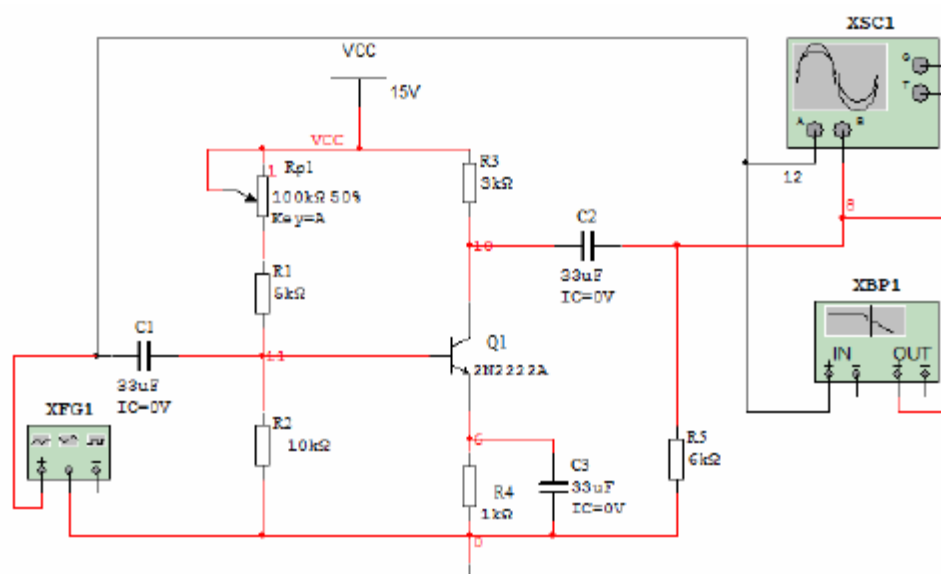 XSC1
VCC
15V
G
T
A
B
VCC
1
Rp1
100kΩ 50%
Key=A
R3
3kΩ
12
8
C2
10
33uF
IC=0V
R1
5kΩ
XBP1
IN
OUT
C1
11
Q1
2N2222A
33uF
IC=0V
XFG1
R2
10kΩ
6
R5
6kΩ
C3
33uF
IC=0V
R4
1kΩ
0